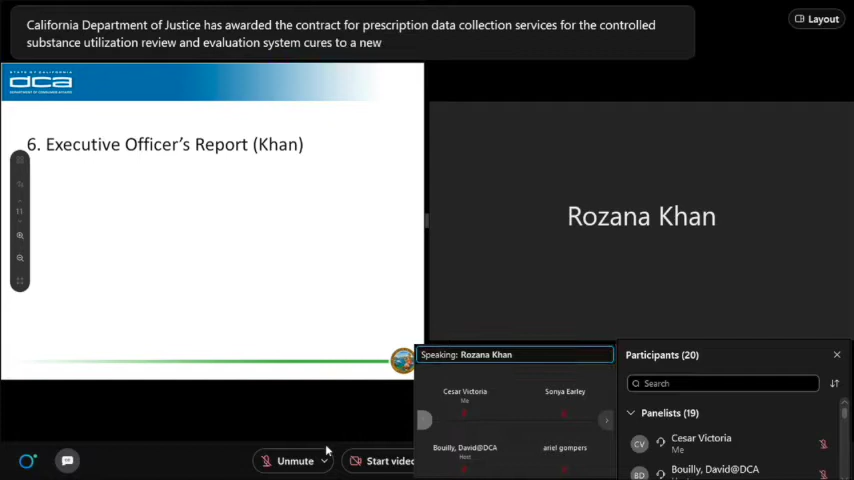 California Department of Justice has awarded the contract for prescription data collection services for the controlled
substance utilization review and evaluation system cures to a new
Layout
STATE OF CALIFORNIA
dca
DEPARTMENT OF CONSUMER AFFAIRS
6. Executive Officer's Report (Khan)
11
Rozana Khan
Speaking: Rozana Khan
Cesar Victoria
Me
Sonya Earley
Bouilly, David@DCA
Host
ariel gompers
Participants (20)
Search
Panelists (19)
CV
Cesar Victoria
Me
BD
Bouilly, David@DCA
Unmute
Start video